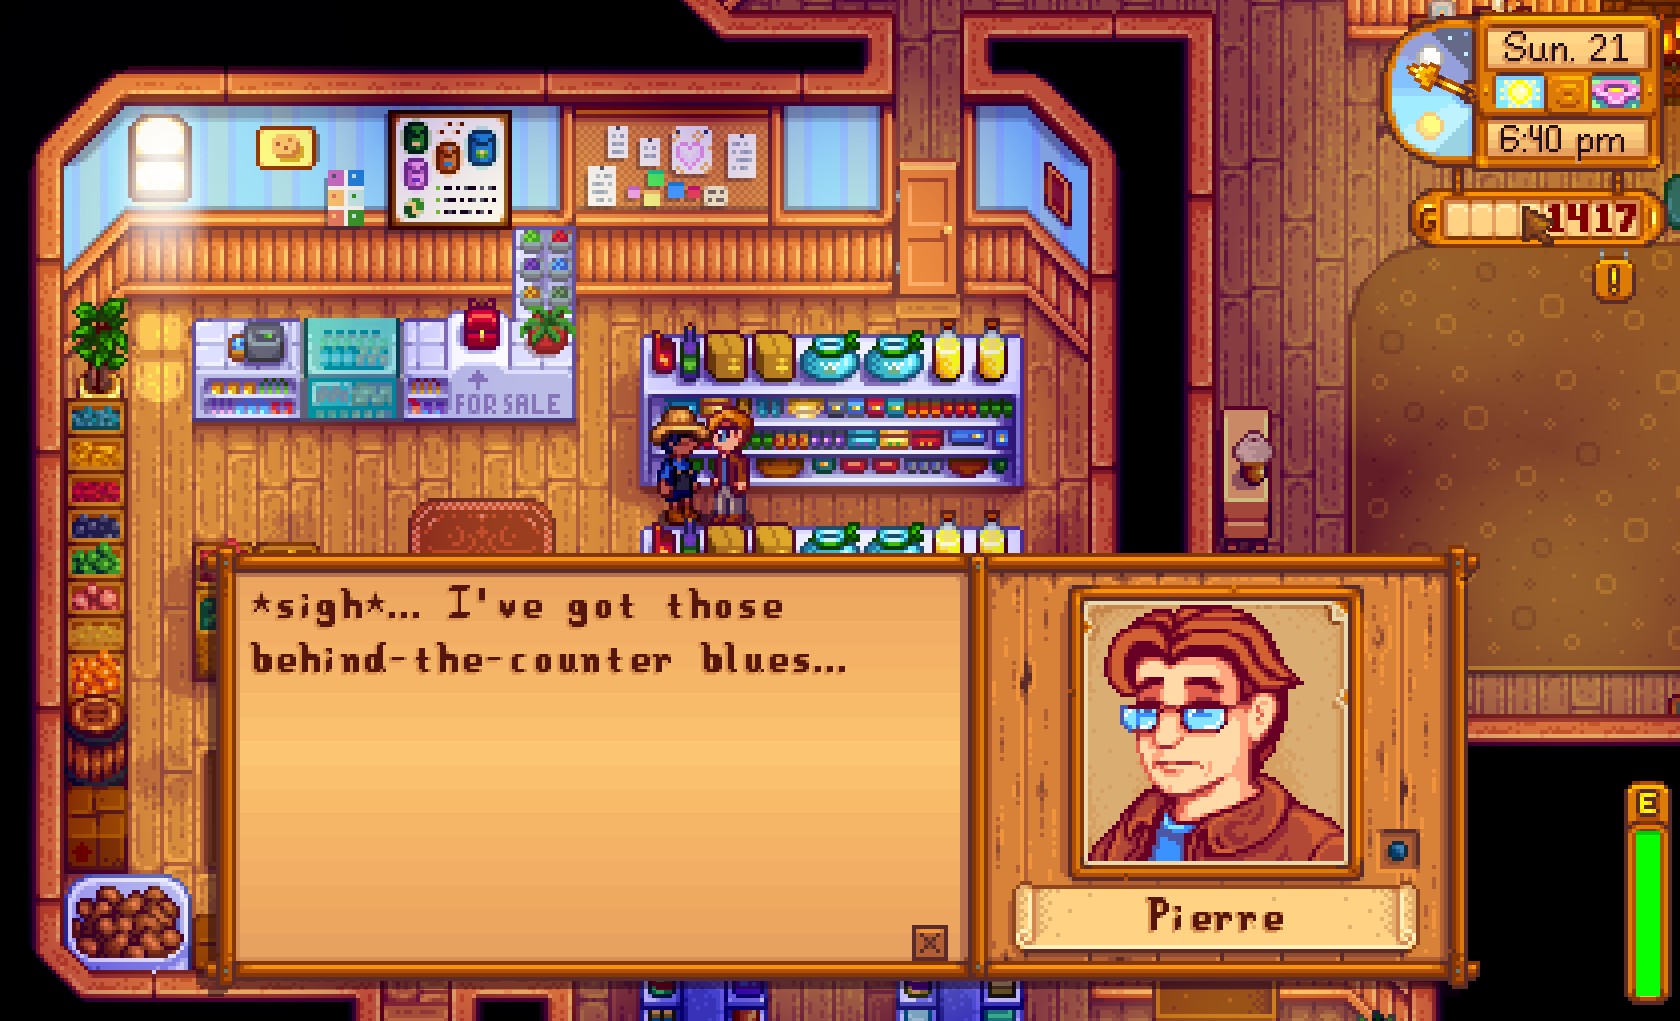 Sun. 21
6:40 pm
G 1417
!
FOR SALE
*sigh*... I've got those
behind-the-counter blues...
Pierre
E